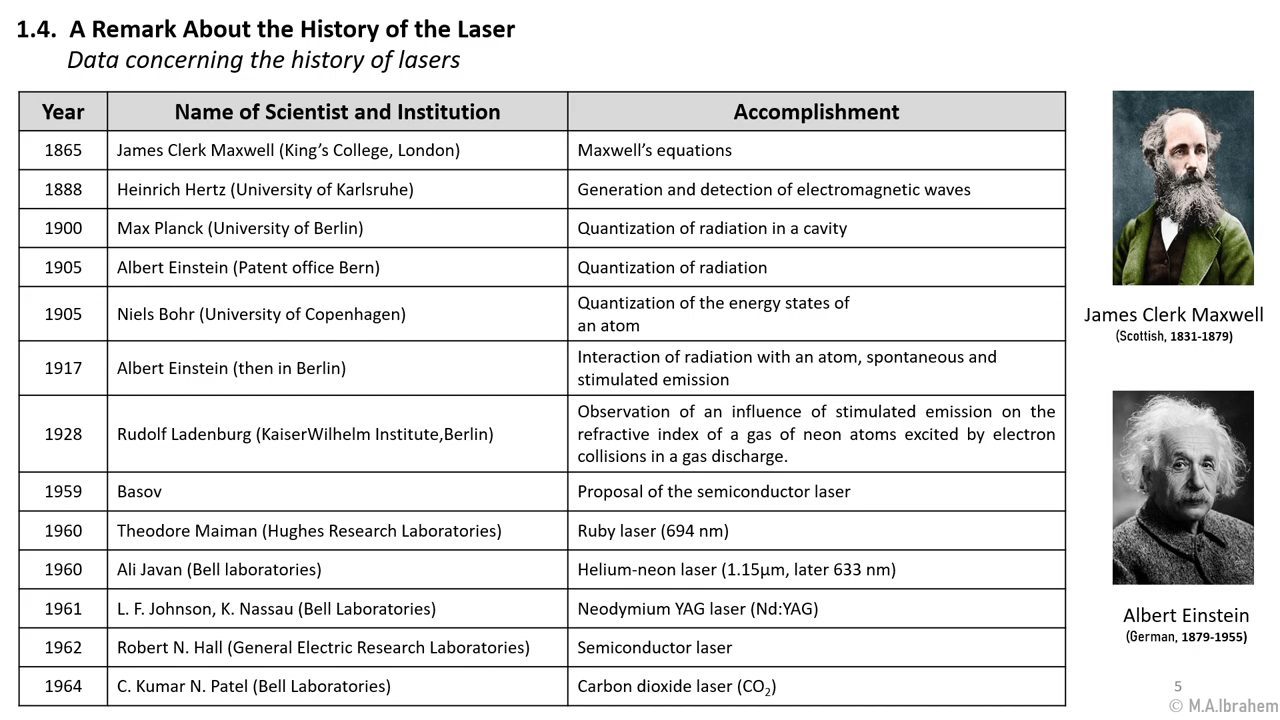 1.4. A Remark About the History of the Laser
Data concerning the history of lasers
Year Name of Scientist and Institution Accomplishment
1865 James Clerk Maxwell (King’s College, London) Maxwell’s equations
1888 Heinrich Hertz (University of Karlsruhe) Generation and detection of electromagnetic waves
1900 Max Planck (University of Berlin) Quantization of radiation in a cavity
1905 Albert Einstein (Patent office Bern) Quantization of radiation
1905 Niels Bohr (University of Copenhagen) Quantization of the energy states of
an atom
1917 Albert Einstein (then in Berlin) Interaction of radiation with an atom, spontaneous and
stimulated emission
1928 Rudolf Ladenburg (KaiserWilhelm Institute,Berlin) Observation of an influence of stimulated emission on the
refractive index of a gas of neon atoms excited by electron
collisions in a gas discharge.
1959 Basov Proposal of the semiconductor laser
1960 Theodore Maiman (Hughes Research Laboratories) Ruby laser (694 nm)
1960 Ali Javan (Bell laboratories) Helium-neon laser (1.15µm, later 633 nm)
1961 L. F. Johnson, K. Nassau (Bell Laboratories) Neodymium YAG laser (Nd:YAG)
1962 Robert N. Hall (General Electric Research Laboratories) Semiconductor laser
1964 C. Kumar N. Patel (Bell Laboratories) Carbon dioxide laser (CO₂)
James Clerk Maxwell
(Scottish, 1831-1879)
Albert Einstein
(German, 1879-1955)
5
© M.A.Ibrahem